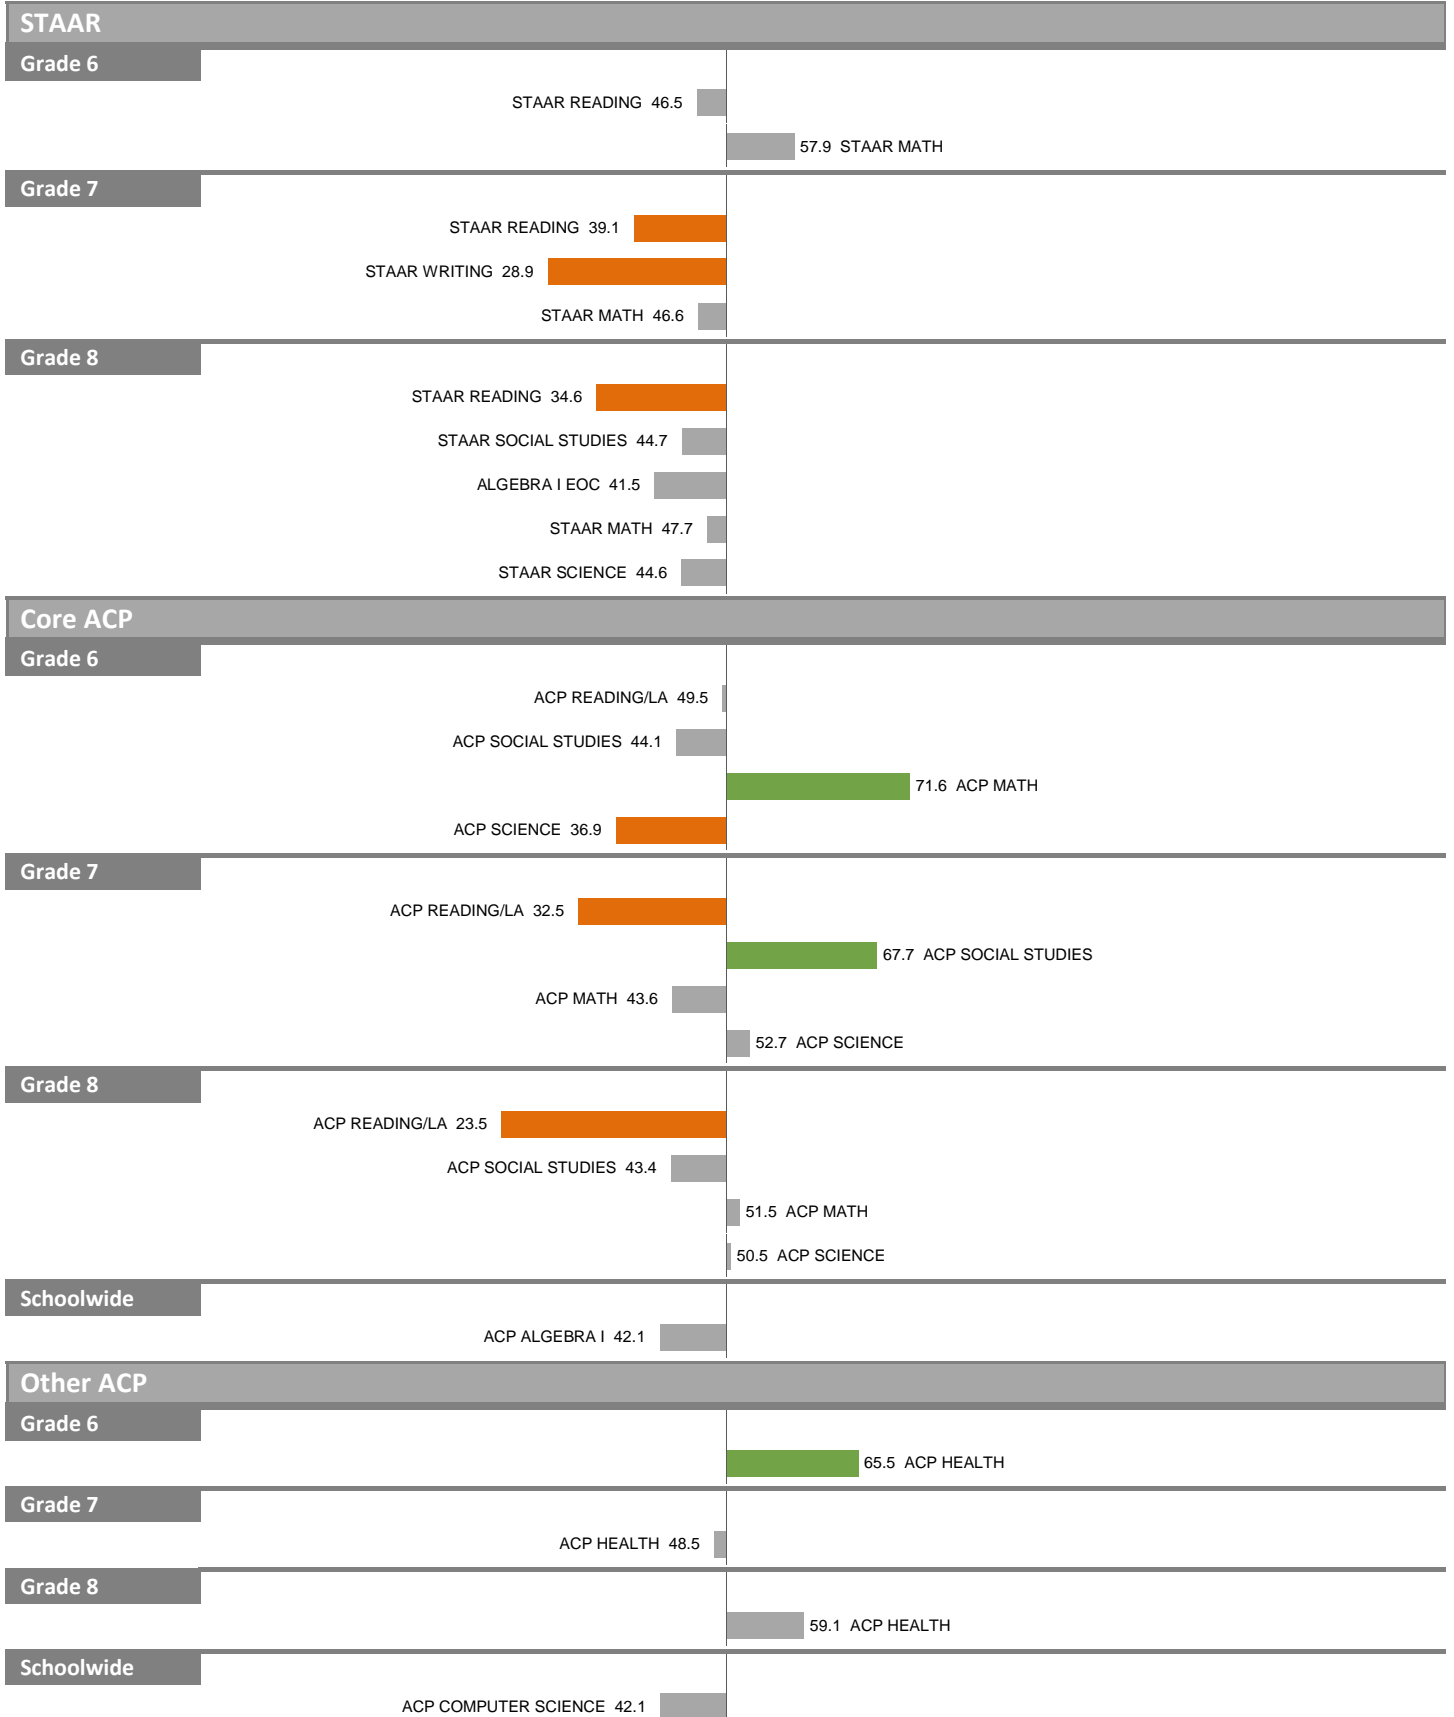 STAAR
Grade 6
STAAR READING 46.5
57.9 STAAR MATH
Grade 7
STAAR READING 39.1
STAAR WRITING 28.9
STAAR MATH 46.6
Grade 8
STAAR READING 34.6
STAAR SOCIAL STUDIES 44.7
ALGEBRA I EOC 41.5
STAAR MATH 47.7
STAAR SCIENCE 44.6
Core ACP
Grade 6
ACP READING/LA 49.5
ACP SOCIAL STUDIES 44.1
71.6 ACP MATH
ACP SCIENCE 36.9
Grade 7
ACP READING/LA 32.5
67.7 ACP SOCIAL STUDIES
ACP MATH 43.6
52.7 ACP SCIENCE
Grade 8
ACP READING/LA 23.5
ACP SOCIAL STUDIES 43.4
51.5 ACP MATH
50.5 ACP SCIENCE
Schoolwide
ACP ALGEBRA I 42.1
Other ACP
Grade 6
65.5 ACP HEALTH
Grade 7
ACP HEALTH 48.5
Grade 8
59.1 ACP HEALTH
Schoolwide
ACP COMPUTER SCIENCE 42.1